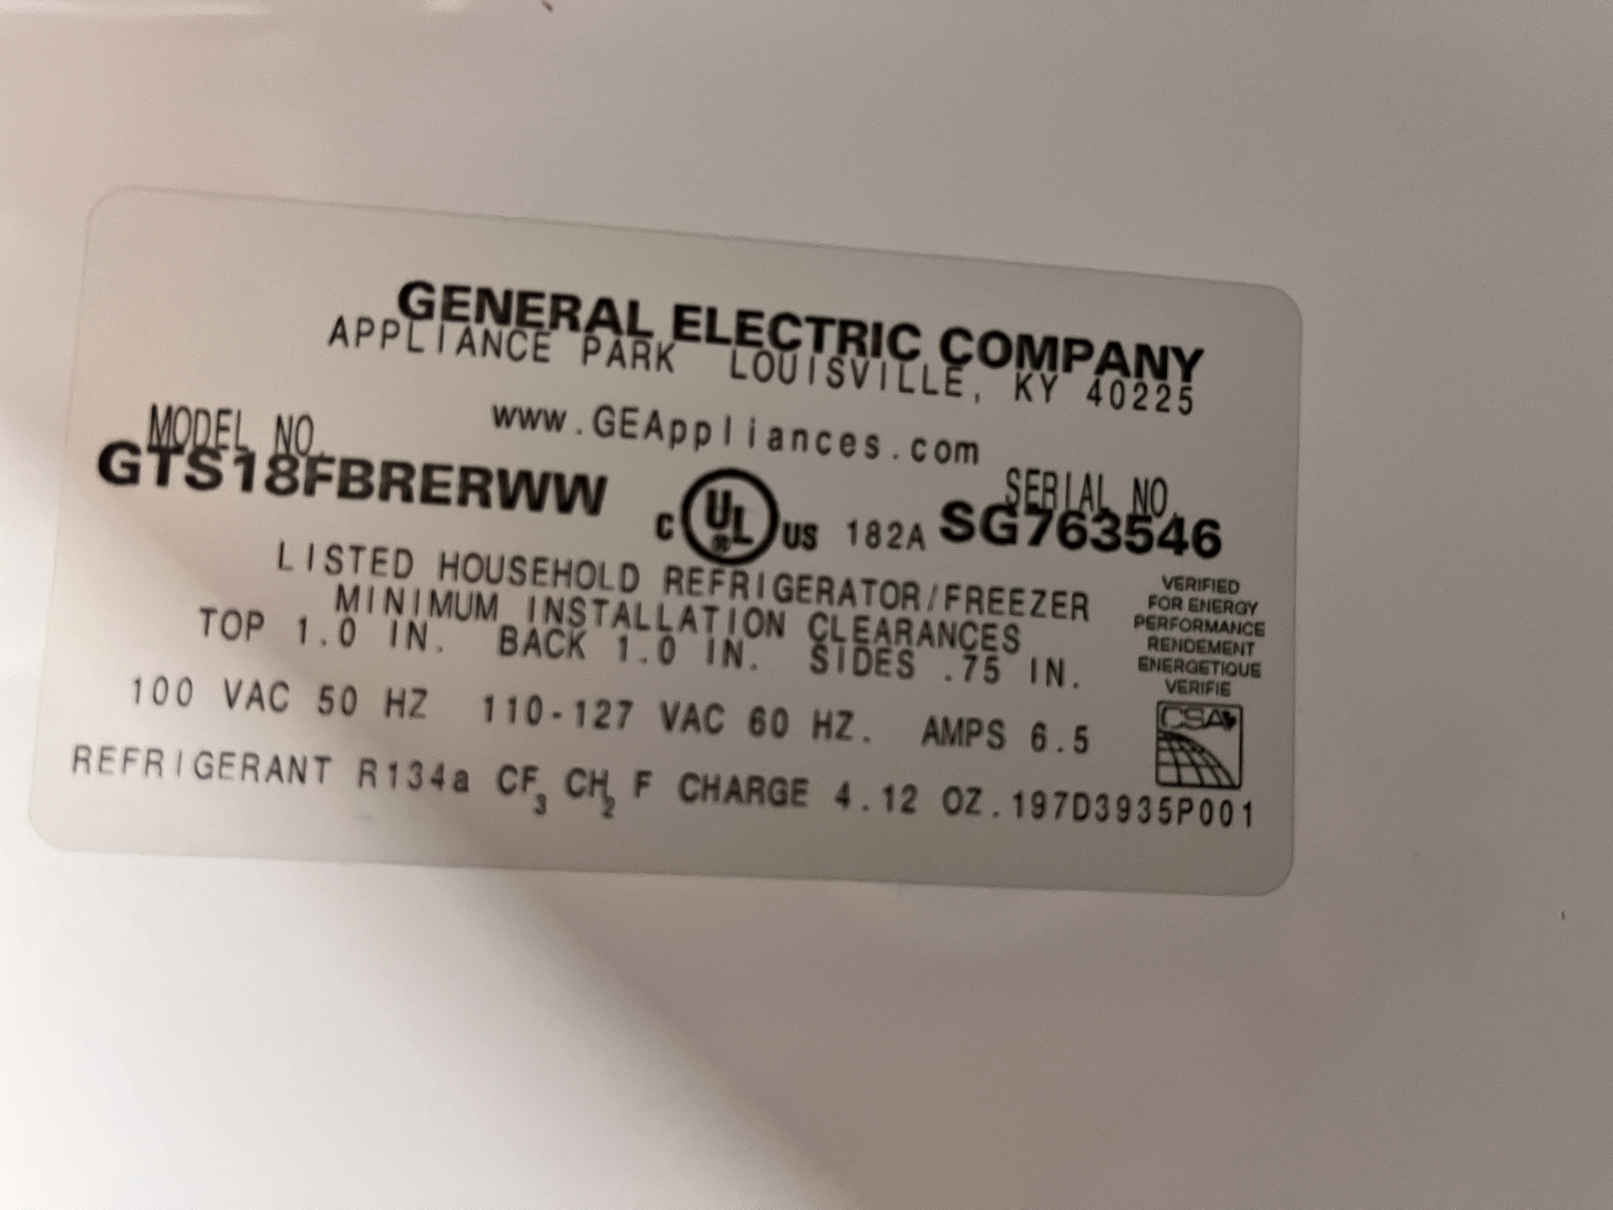 GENERAL ELECTRIC COMPANY
APPLIANCE PARK LOUISVILLE, KY 40225
www.GEAppliances.com
MODEL NO.
GTS18FBRERWW
C UL® US 182A
SERIAL NO.
SG763546
LISTED HOUSEHOLD REFRIGERATOR/FREEZER
MINIMUM INSTALLATION CLEARANCES
TOP 1.0 IN. BACK 1.0 IN. SIDES .75 IN.
100 VAC 50 HZ 110-127 VAC 60 HZ. AMPS 6.5
REFRIGERANT R134a CF₃ CH₂ F CHARGE 4.12 OZ.197D3935P001
VERIFIED
FOR ENERGY
PERFORMANCE
RENDEMENT
ENERGETIQUE
VERIFIE
CSA